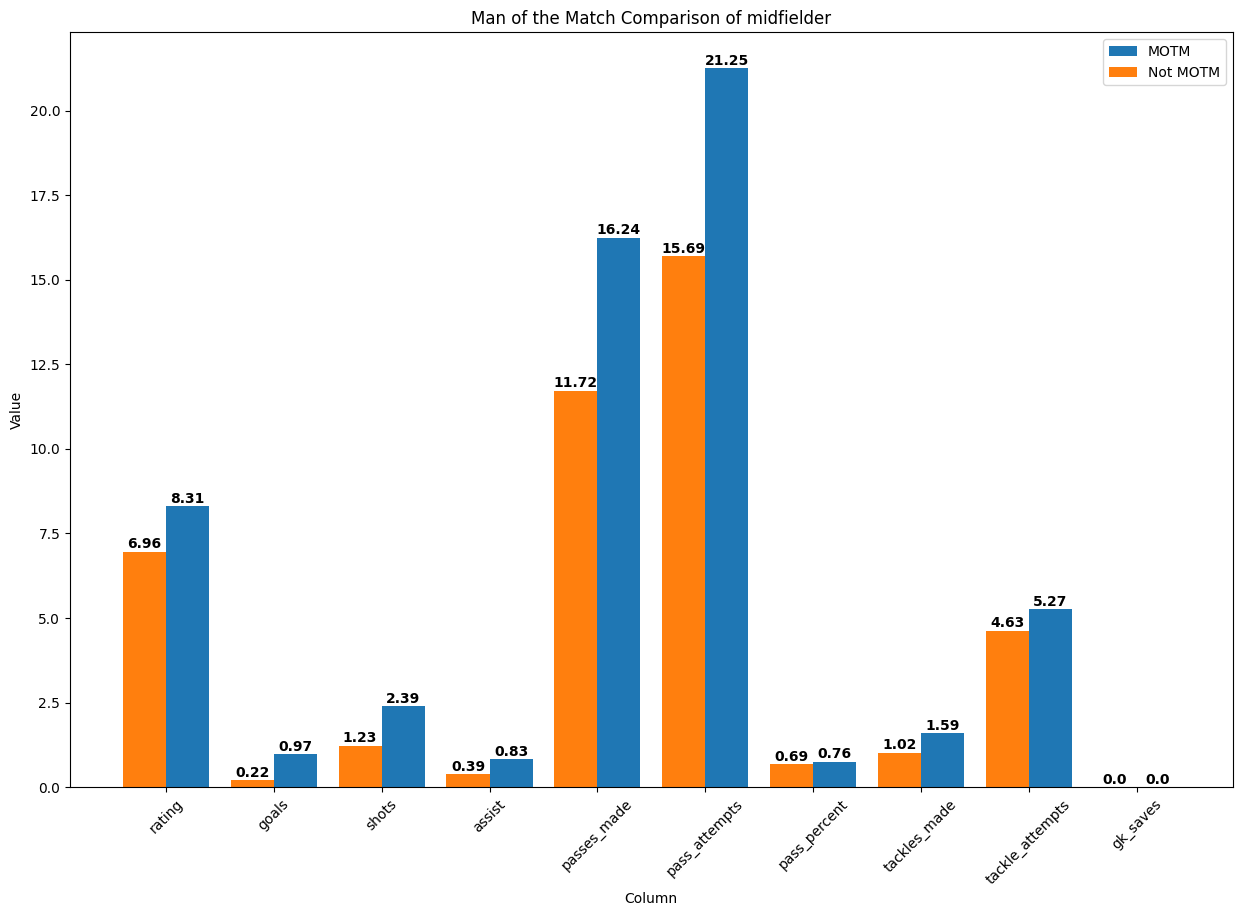 Man of the Match Comparison of midfielder
MOTM
Not MOTM
Value
20.0
17.5
15.0
12.5
10.0
7.5
5.0
2.5
0.0
6.96
8.31
0.22
0.97
1.23
2.39
0.39
0.83
11.72
16.24
15.69
21.25
0.69
0.76
1.02
1.59
4.63
5.27
0.0
0.0
rating
goals
shots
assist
passes_made
pass_attempts
pass_percent
tackles_made
tackle_attempts
gk_saves
Column